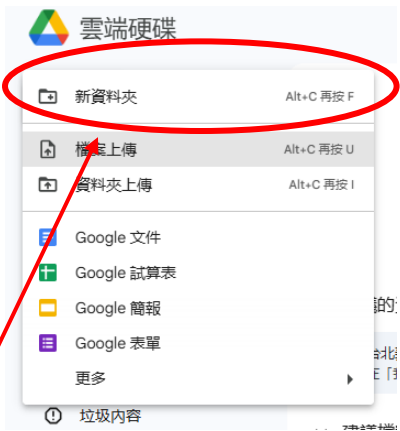 雲端硬碟
新資料夾 Alt+C 再按 F
檔案上傳 Alt+C 再按 U
資料夾上傳 Alt+C 再按 I
Google 文件
Google 試算表
Google 簡報
Google 表單
更多
垃圾內容